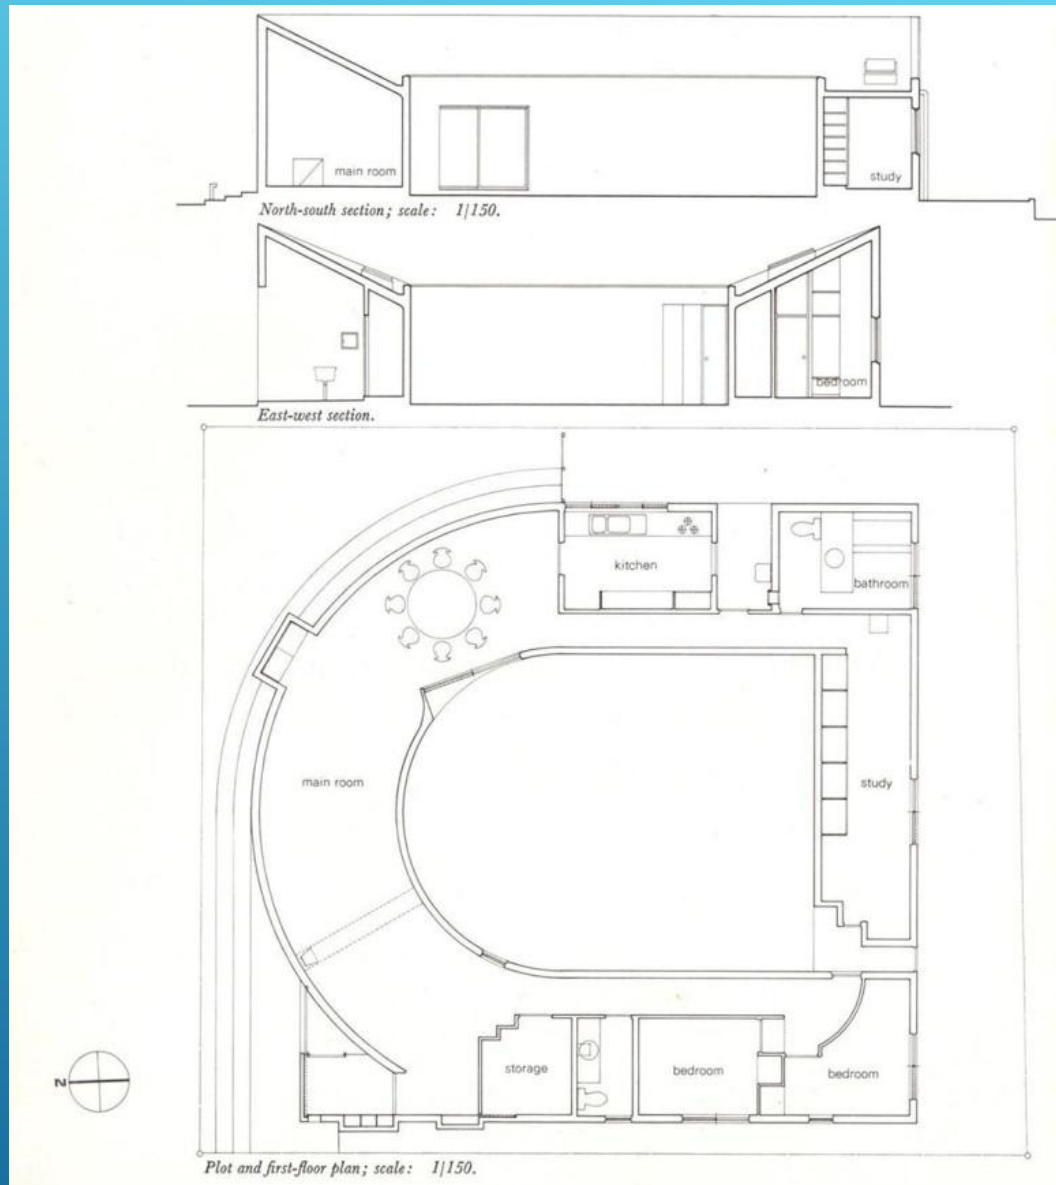 main room
study
North-south section; scale: 1/150.
bedroom
East-west section.
kitchen
bathroom
main room
study
storage
bedroom
bedroom
N
Plot and first-floor plan; scale: 1/150.